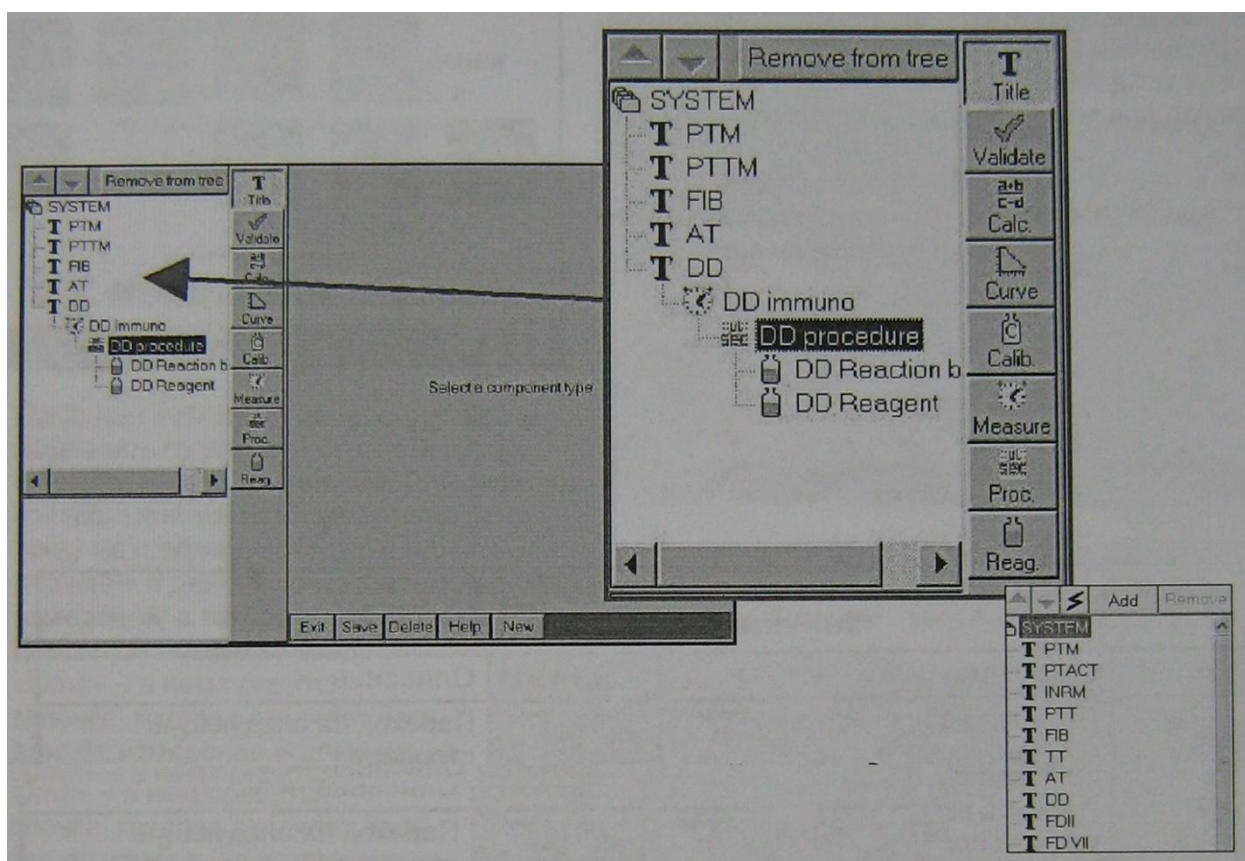 Remove from tree
SYSTEM
T PTM
T PTTM
T FIB
T AT
T DD
DD immuno
DD procedure
DD Reaction b
DD Reagent
T
Title
Validate
a+b
c-d
Calc.
Curve
C
Calib.
Measure
Proc.
Reag.
Remove from tree
SYSTEM
T PTM
T PTTM
T FIB
T AT
T DD
DD Immuno
DD procedure
DD Reaction b
DD Reagent
T
Title
Validate
Curve
Calib.
Measure
Proc.
Reag.
Select a component type
Exit Save Delete Help New
Add Remove
SYSTEM
T PTM
T PTACT
T INRM
T PTT
T FIB
T TT
T AT
T DD
T FDII
T FD VII